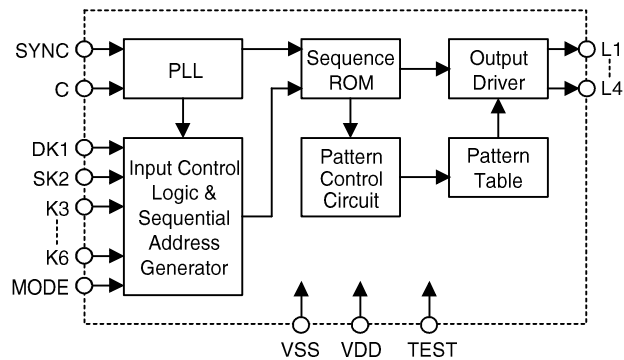 SYNC
C
DK1
SK2
K3
K6
MODE
PLL
Input Control
Logic &
Sequential
Address
Generator
Sequence
ROM
Pattern
Control
Circuit
Output
Driver
Pattern
Table
L1
L4
VSS
VDD
TEST